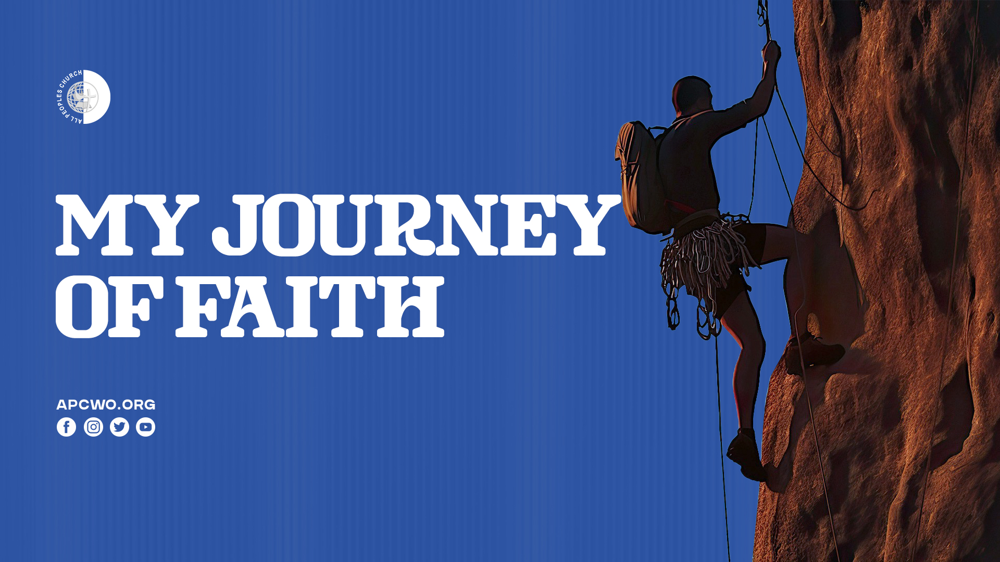 ALL PEOPLES CHURCH
MY JOURNEY
OF FAITH
APCWO.ORG